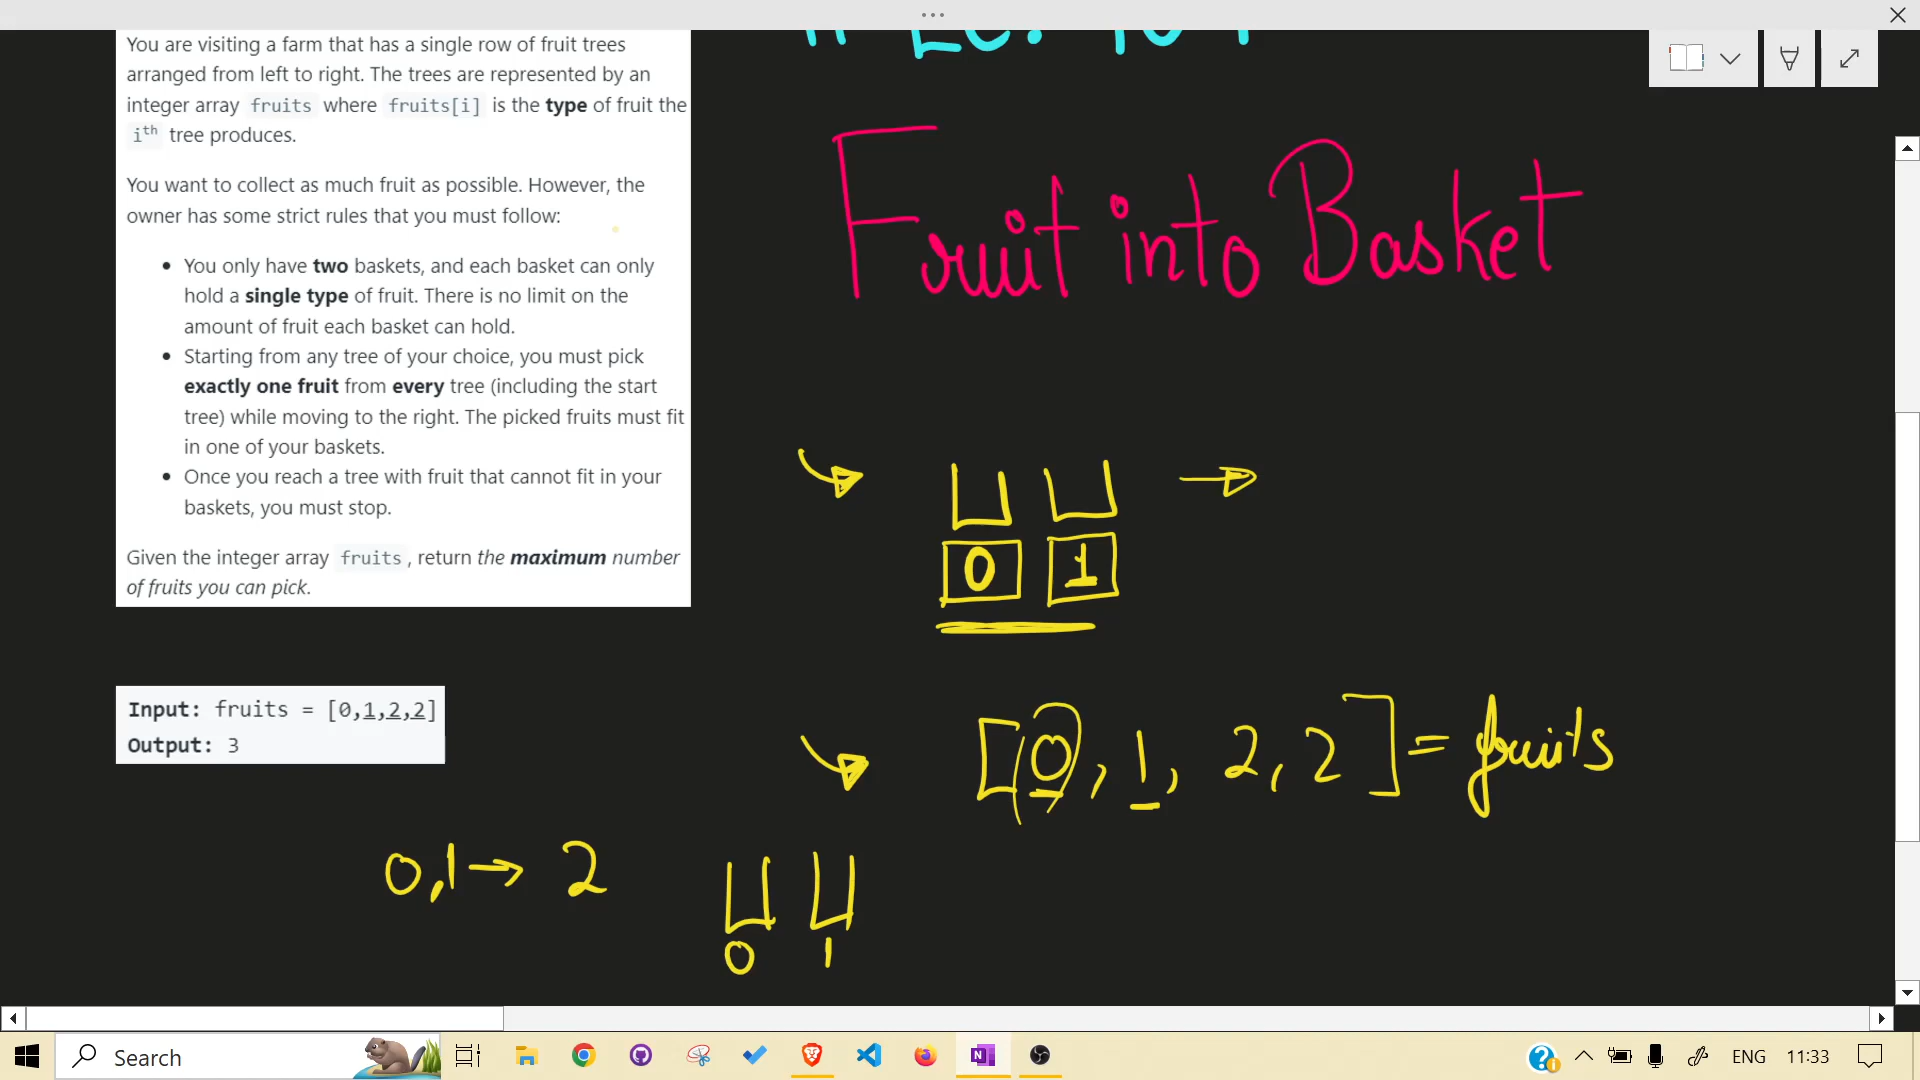 You are visiting a farm that has a single row of fruit trees
arranged from left to right. The trees are represented by an
integer array fruits where fruits[i] is the type of fruit the
ith tree produces.
You want to collect as much fruit as possible. However, the
owner has some strict rules that you must follow:
• You only have two baskets, and each basket can only
hold a single type of fruit. There is no limit on the
amount of fruit each basket can hold.
• Starting from any tree of your choice, you must pick
exactly one fruit from every tree (including the start
tree) while moving to the right. The picked fruits must fit
in one of your baskets.
• Once you reach a tree with fruit that cannot fit in your
baskets, you must stop.
Given the integer array fruits, return the maximum number
of fruits you can pick.
Fruit into Basket
0 1
Input: fruits = [0,1,2,2]
Output: 3
[0, 1, 2, 2] = fruits
0,1 → 2
0 1
Search
ENG
11:33